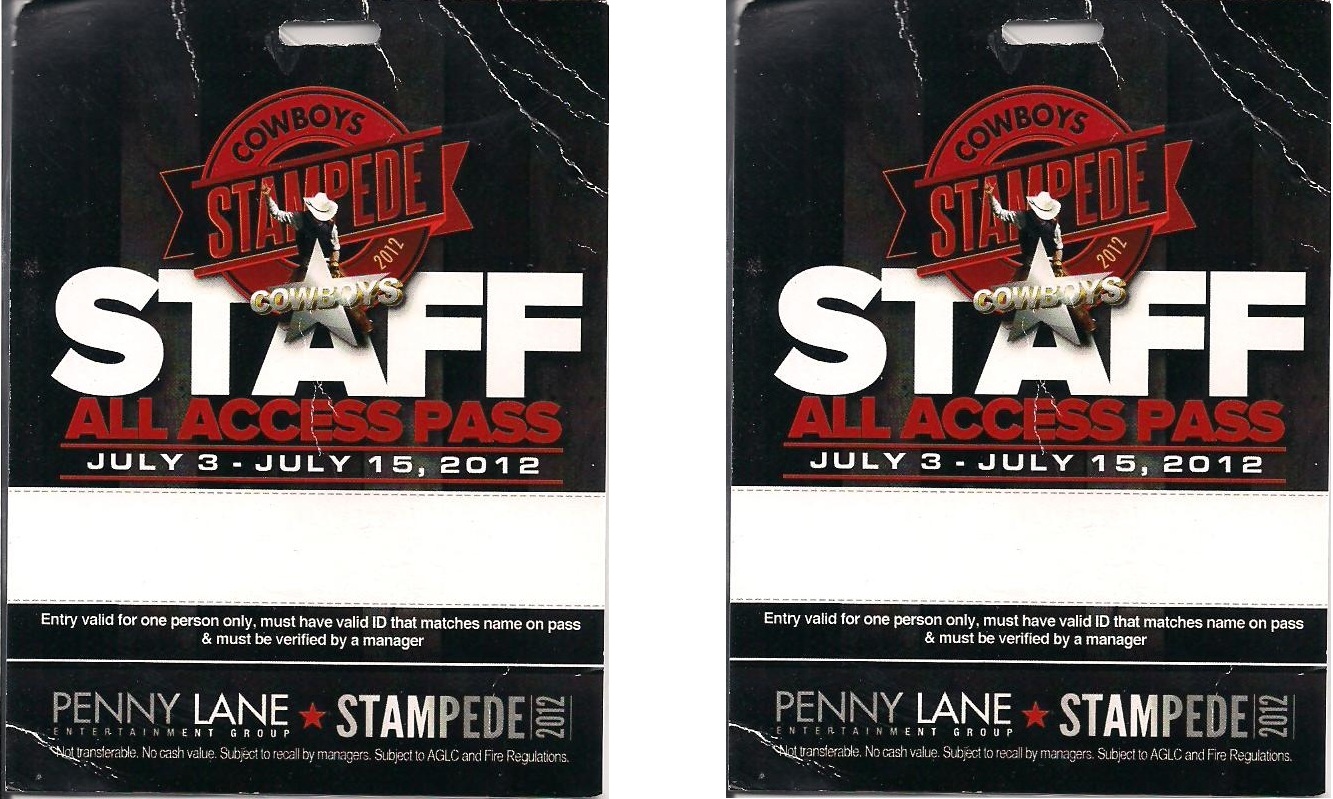 COWBOYS
STAMPEDE
2012
COWBOYS
STAFF
ALL ACCESS PASS
JULY 3 - JULY 15, 2012
Entry valid for one person only, must have valid ID that matches name on pass
& must be verified by a manager
PENNY LANE ★ STAMPEDE 2012
ENTERTAINMENT GROUP
Not transferable. No cash value. Subject to recall by managers. Subject to AGLC and Fire Regulations.
COWBOYS
STAMPEDE
2012
COWBOYS
STAFF
ALL ACCESS PASS
JULY 3 - JULY 15, 2012
Entry valid for one person only, must have valid ID that matches name on pass
& must be verified by a manager
PENNY LANE ★ STAMPEDE 2012
ENTERTAINMENT GROUP
Not transferable. No cash value. Subject to recall by managers. Subject to AGLC and Fire Regulations.